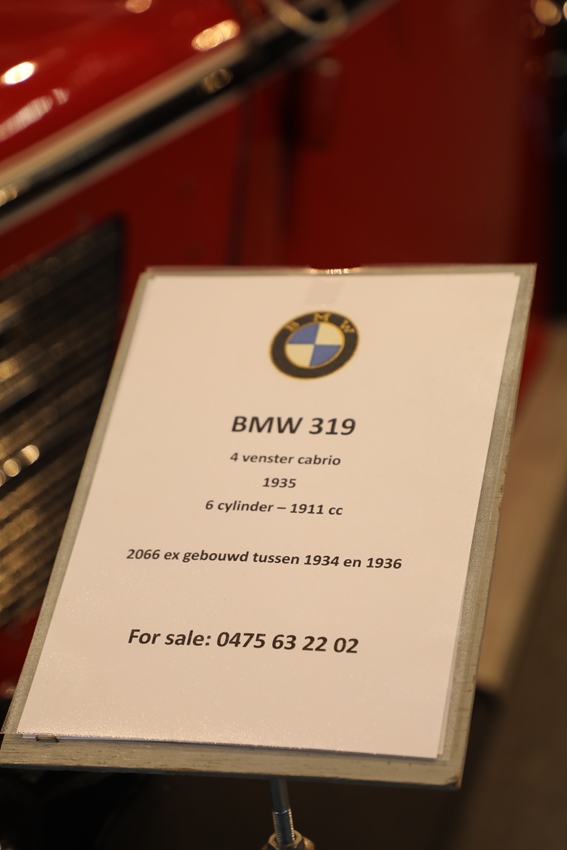 BMW
BMW 319
4 venster cabrio
1935
6 cylinder – 1911 cc
2066 ex gebouwd tussen 1934 en 1936
For sale: 0475 63 22 02